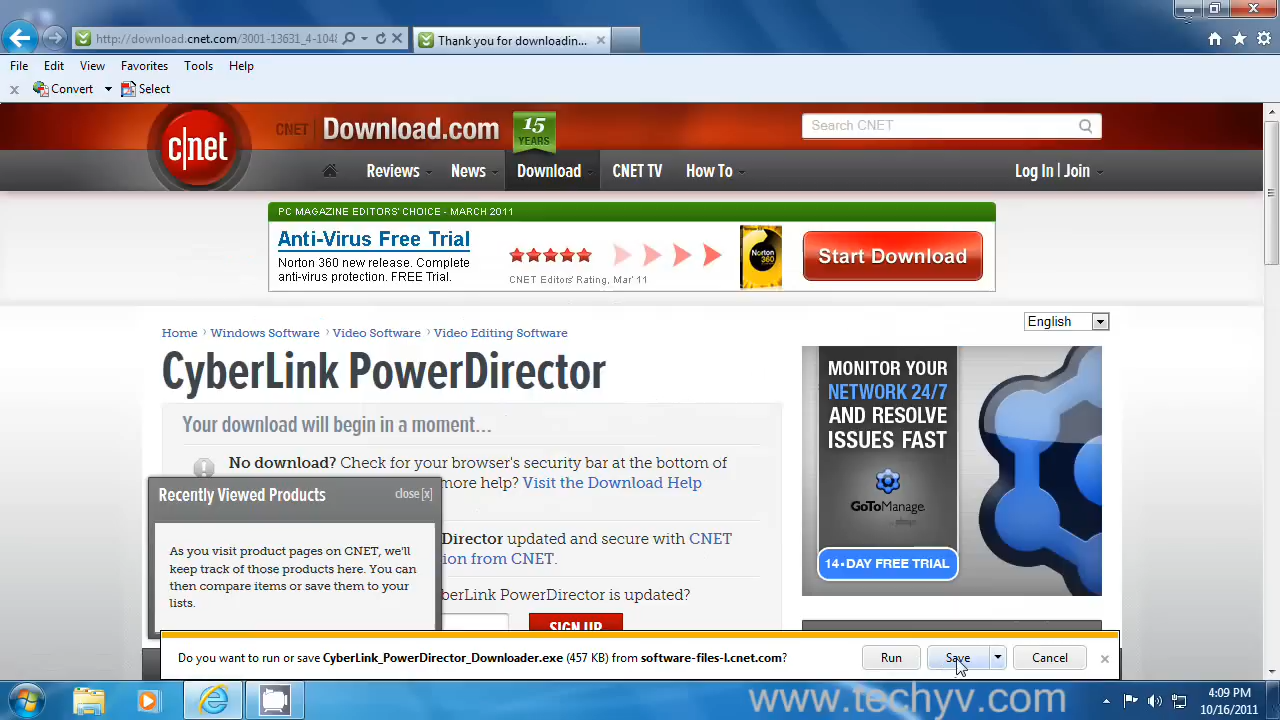 http://download.cnet.com/3001-13631_4-1048
Thank you for downloadin...
File Edit View Favorites Tools Help
Convert Select
c|net
CNET Download.com
15 YEARS
Search CNET
Reviews News Download CNET TV How To Log In | Join
PC MAGAZINE EDITORS' CHOICE - MARCH 2011
Anti-Virus Free Trial
Norton 360 new release. Complete
anti-virus protection. FREE Trial.
CNET Editors' Rating, Mar' 11
Norton 360
Start Download
Home › Windows Software › Video Software › Video Editing Software
English
CyberLink PowerDirector
Your download will begin in a moment...
No download? Check for your browser's security bar at the bottom of
more help? Visit the Download Help
Director updated and secure with CNET
ion from CNET.
berLink PowerDirector is updated?
SIGN UP
Recently Viewed Products close [x]
As you visit product pages on CNET, we'll
keep track of those products here. You can
then compare items or save them to your
lists.
MONITOR YOUR
NETWORK 24/7
AND RESOLVE
ISSUES FAST
GoToManage
14-DAY FREE TRIAL
Do you want to run or save CyberLink_PowerDirector_Downloader.exe (457 KB) from software-files-l.cnet.com?
Run Save Cancel
www.techyv.com
4:09 PM
10/16/2011